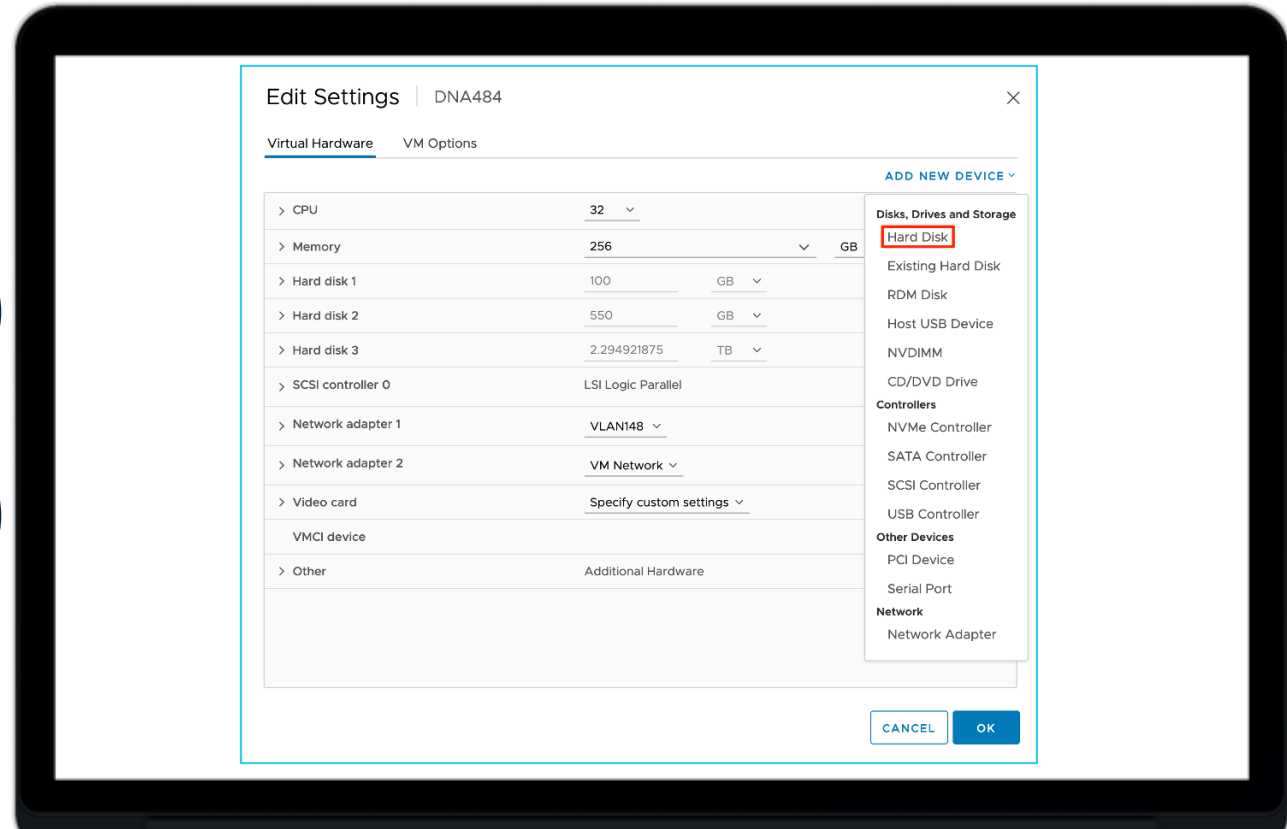 Edit Settings DNA484
Virtual Hardware VM Options
ADD NEW DEVICE
CPU 32
Memory 256 GB
Hard disk 1 100 GB
Hard disk 2 550 GB
Hard disk 3 2.294921875 TB
SCSI controller 0 LSI Logic Parallel
Network adapter 1 VLAN148
Network adapter 2 VM Network
Video card Specify custom settings
VMCI device
Other Additional Hardware
Disks, Drives and Storage
Hard Disk
Existing Hard Disk
RDM Disk
Host USB Device
NVDIMM
CD/DVD Drive
Controllers
NVMe Controller
SATA Controller
SCSI Controller
USB Controller
Other Devices
PCI Device
Serial Port
Network
Network Adapter
CANCEL OK